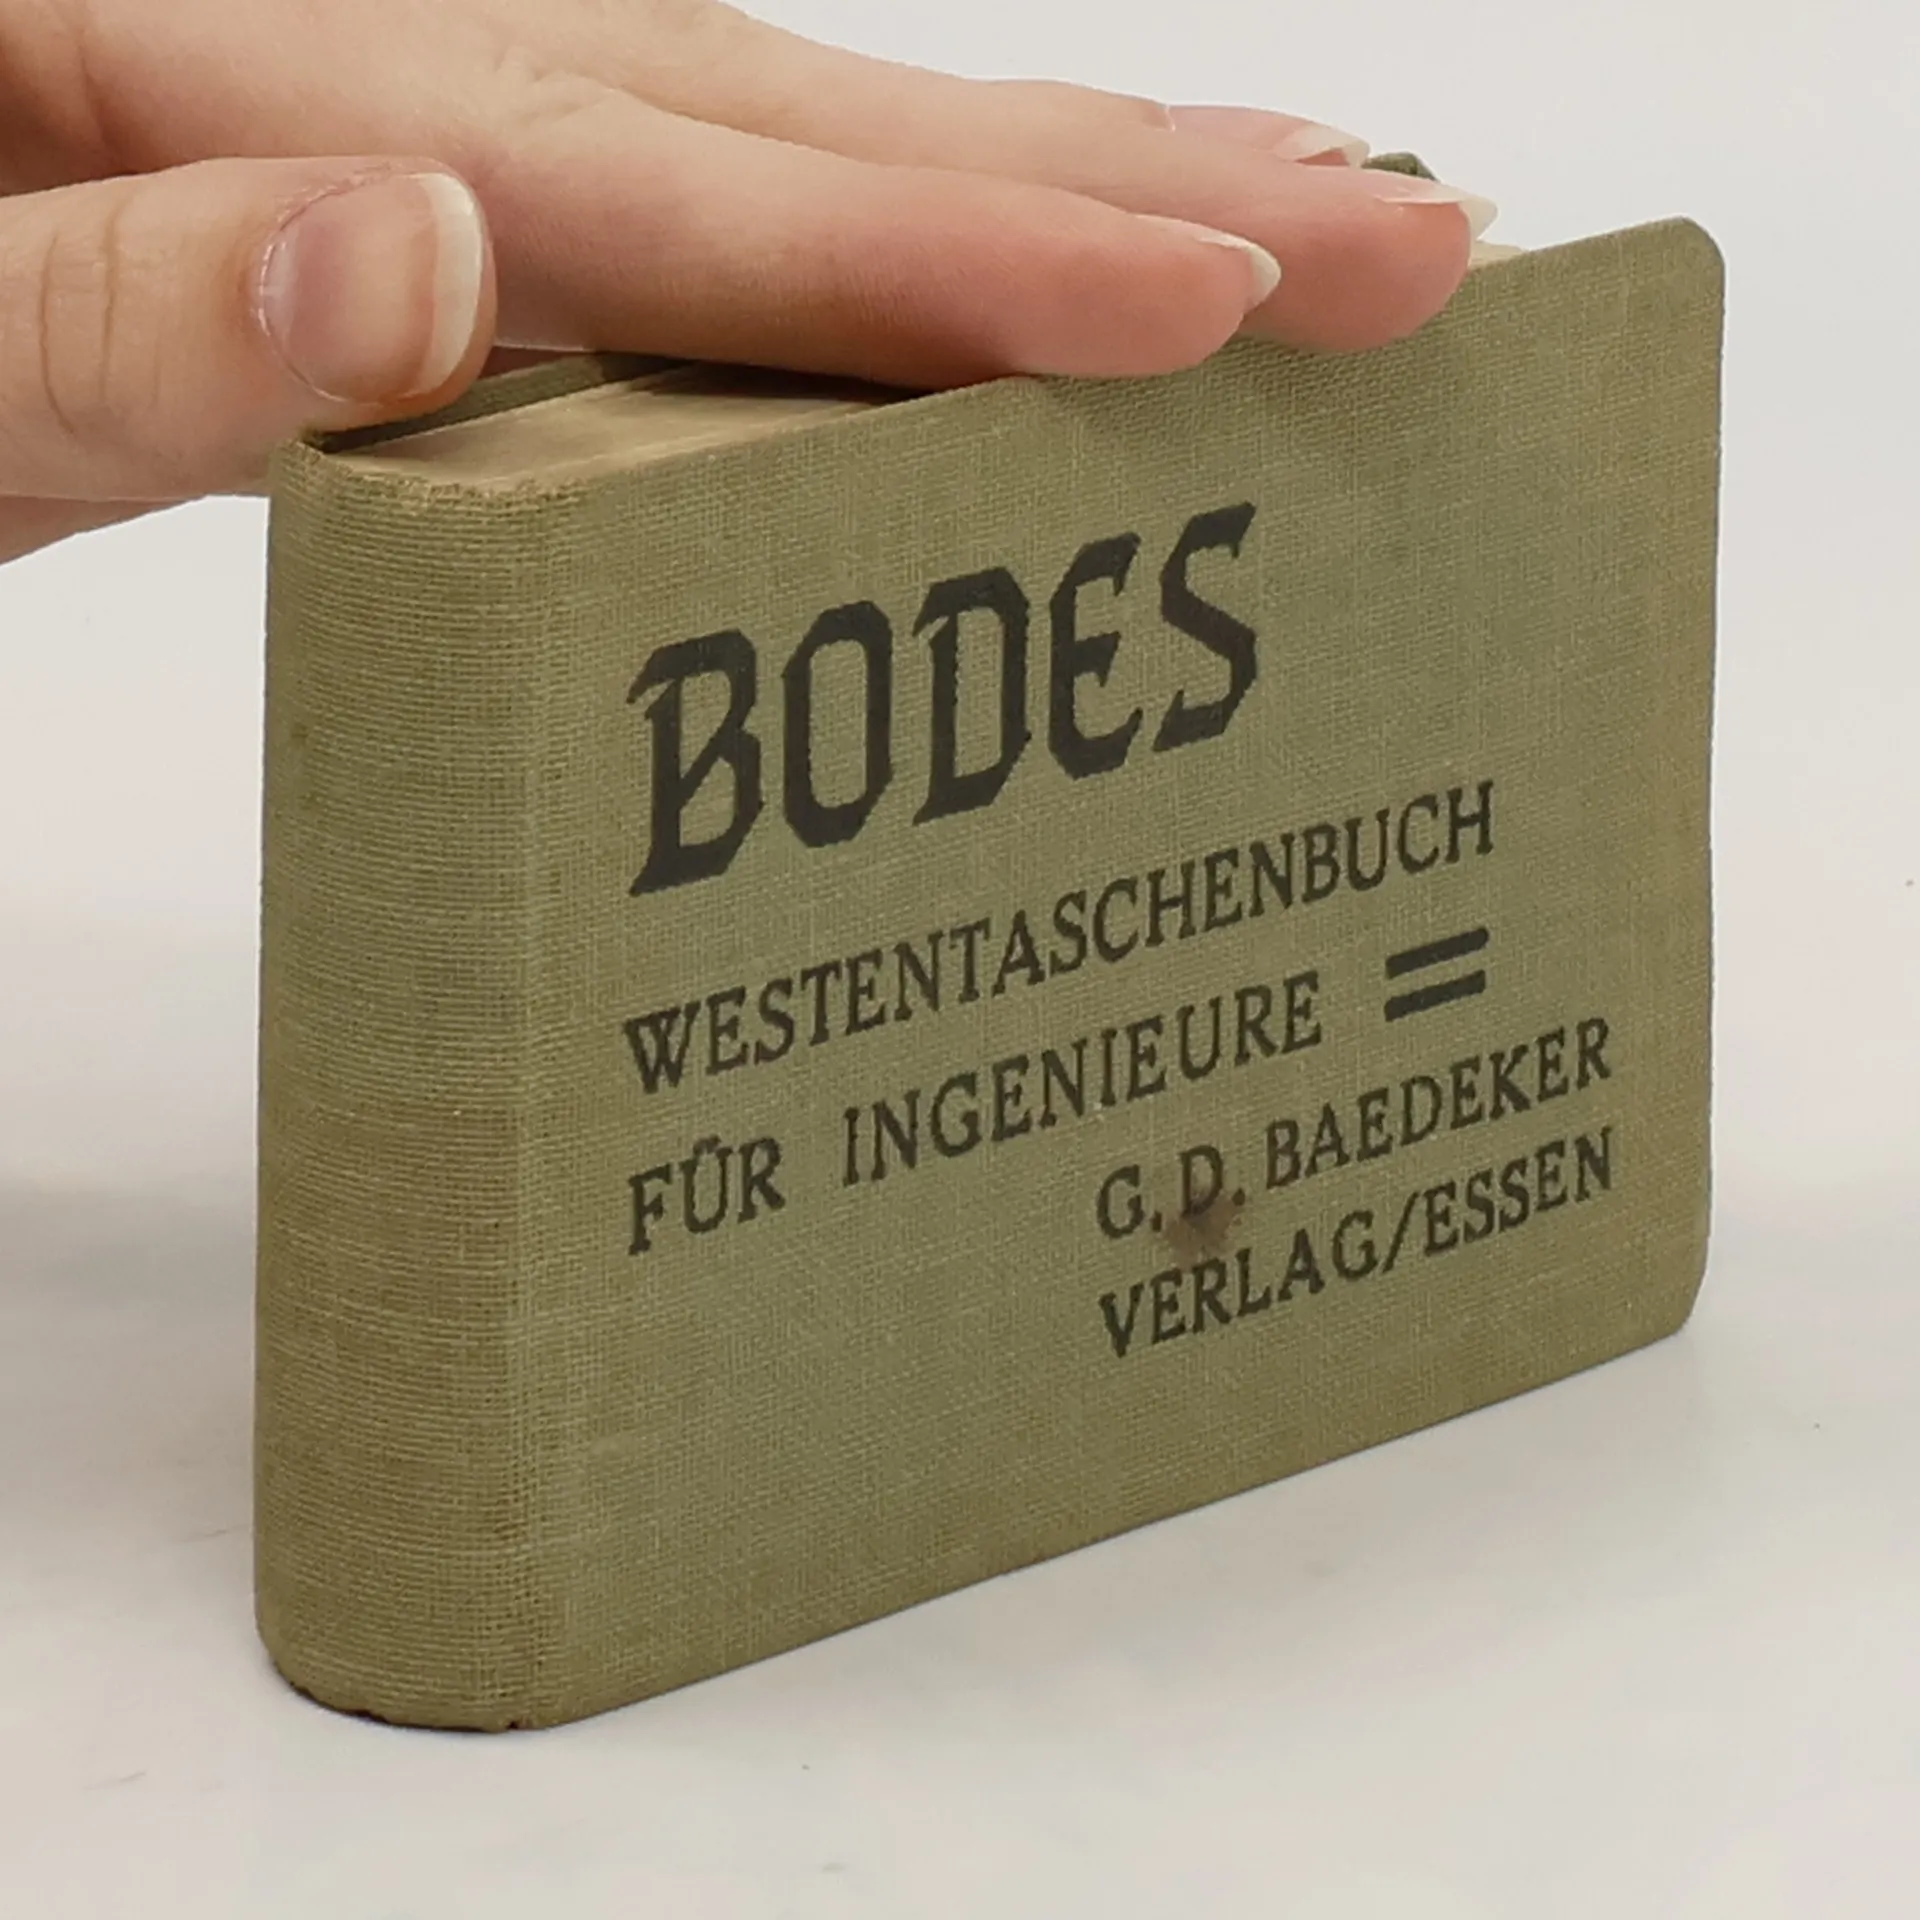 BODES
WESTENTASCHENBUCH
FÜR INGENIEURE =
G. D. BAEDEKER
VERLAG/ESSEN